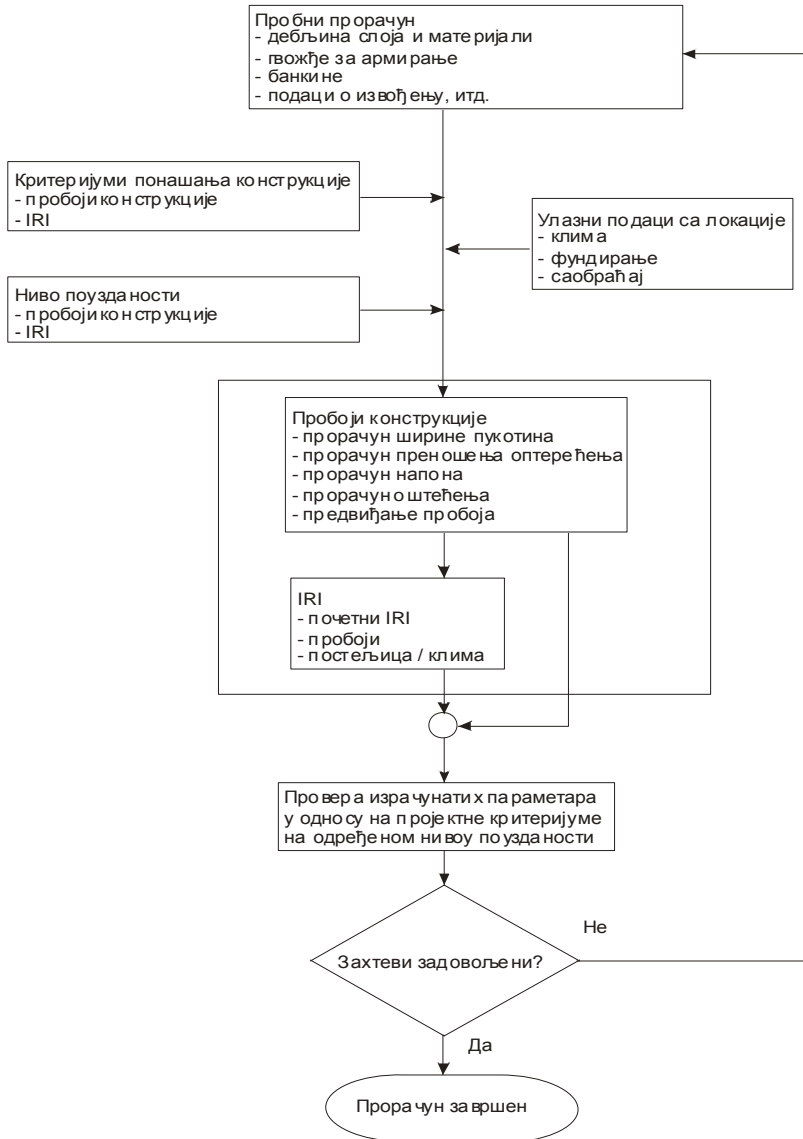 Пробни прорачун
- дебљина слоја и материјали
- гвожђе за армирање
- банкине
- подаци о извођењу, итд.
Критеријуми понашања конструкције
- пробоји конструкције
- IRI
Улазни подаци са локације
- клима
- фундирање
- саобраћај
Ниво поузданости
- пробоји конструкције
- IRI
Пробоји конструкције
- прорачун ширине пукотина
- прорачун преношења оптерећења
- прорачун напона
- прорачун оштећења
- предвиђање пробоја
IRI
- почетни IRI
- пробоји
- постељица / клима
Провера израчунатих параметара
у односу на пројектне критеријуме
на одређеном нивоу поузданости
Не
Захтеви задовољени?
Да
Прорачун завршен